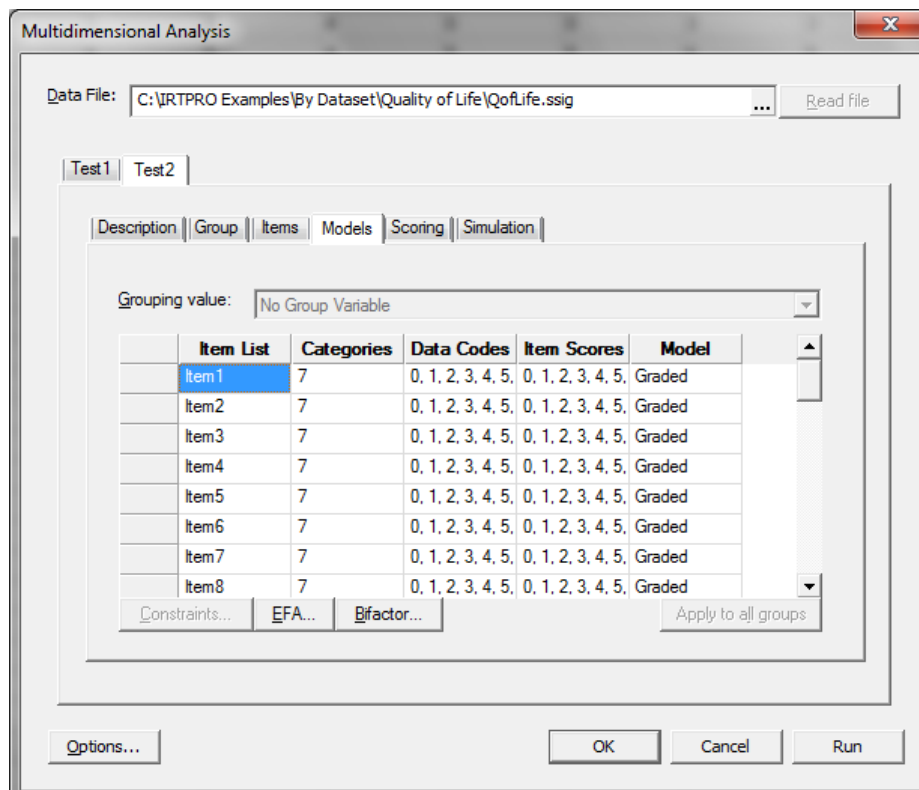 Multidimensional Analysis
Data File: C:\IRTPRO Examples\By Dataset\Quality of Life\QofLife.ssig ... Read file
Test1 Test2
Description Group Items Models Scoring Simulation
Grouping value: No Group Variable
Item List Categories Data Codes Item Scores Model
Item1 7 0, 1, 2, 3, 4, 5, 0, 1, 2, 3, 4, 5, Graded
Item2 7 0, 1, 2, 3, 4, 5, 0, 1, 2, 3, 4, 5, Graded
Item3 7 0, 1, 2, 3, 4, 5, 0, 1, 2, 3, 4, 5, Graded
Item4 7 0, 1, 2, 3, 4, 5, 0, 1, 2, 3, 4, 5, Graded
Item5 7 0, 1, 2, 3, 4, 5, 0, 1, 2, 3, 4, 5, Graded
Item6 7 0, 1, 2, 3, 4, 5, 0, 1, 2, 3, 4, 5, Graded
Item7 7 0, 1, 2, 3, 4, 5, 0, 1, 2, 3, 4, 5, Graded
Item8 7 0, 1, 2, 3, 4, 5, 0, 1, 2, 3, 4, 5, Graded
Constraints... EFA... Bifactor... Apply to all groups
Options... OK Cancel Run